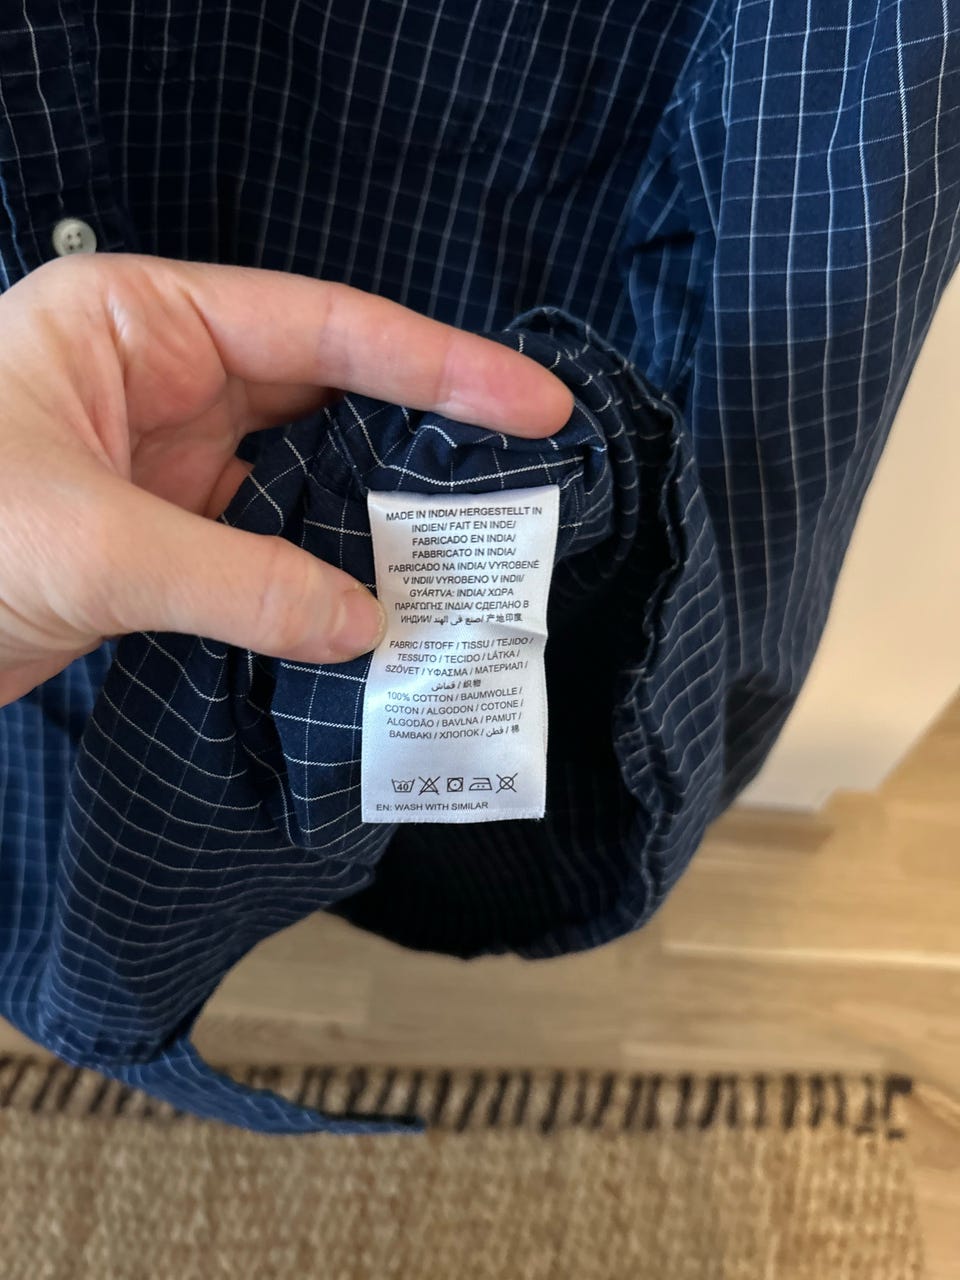 MADE IN INDIA/ HERGESTELLT IN
INDIEN/ FAIT EN INDE/
FABRICADO EN INDIA/
FABBRICATO IN INDIA/
FABRICADO NA INDIA/ VYROBENÉ
V INDII/ VYROBENO V INDII/
GYÁRTVA: INDIA/ ΧΩΡΑ
ΠΑΡΑΓΩΓΗΣ ΙΝΔΙΑ/ СДЕЛАНО В
ИНДИИ/ صنع في الهند/ 产地印度
FABRIC / STOFF / TISSU / TEJIDO /
TESSUTO / TECIDO / LÁTKA /
SZÖVET / ΥΦΑΣΜΑ / МАТЕРИАЛ /
قماش / 织物
100% COTTON / BAUMWOLLE /
COTON / ALGODON / COTONE /
ALGODÃO / BAVLNA / PAMUT /
ΒΑΜΒΑΚΙ / ХЛОПОК / قطن / 棉
40
EN: WASH WITH SIMILAR